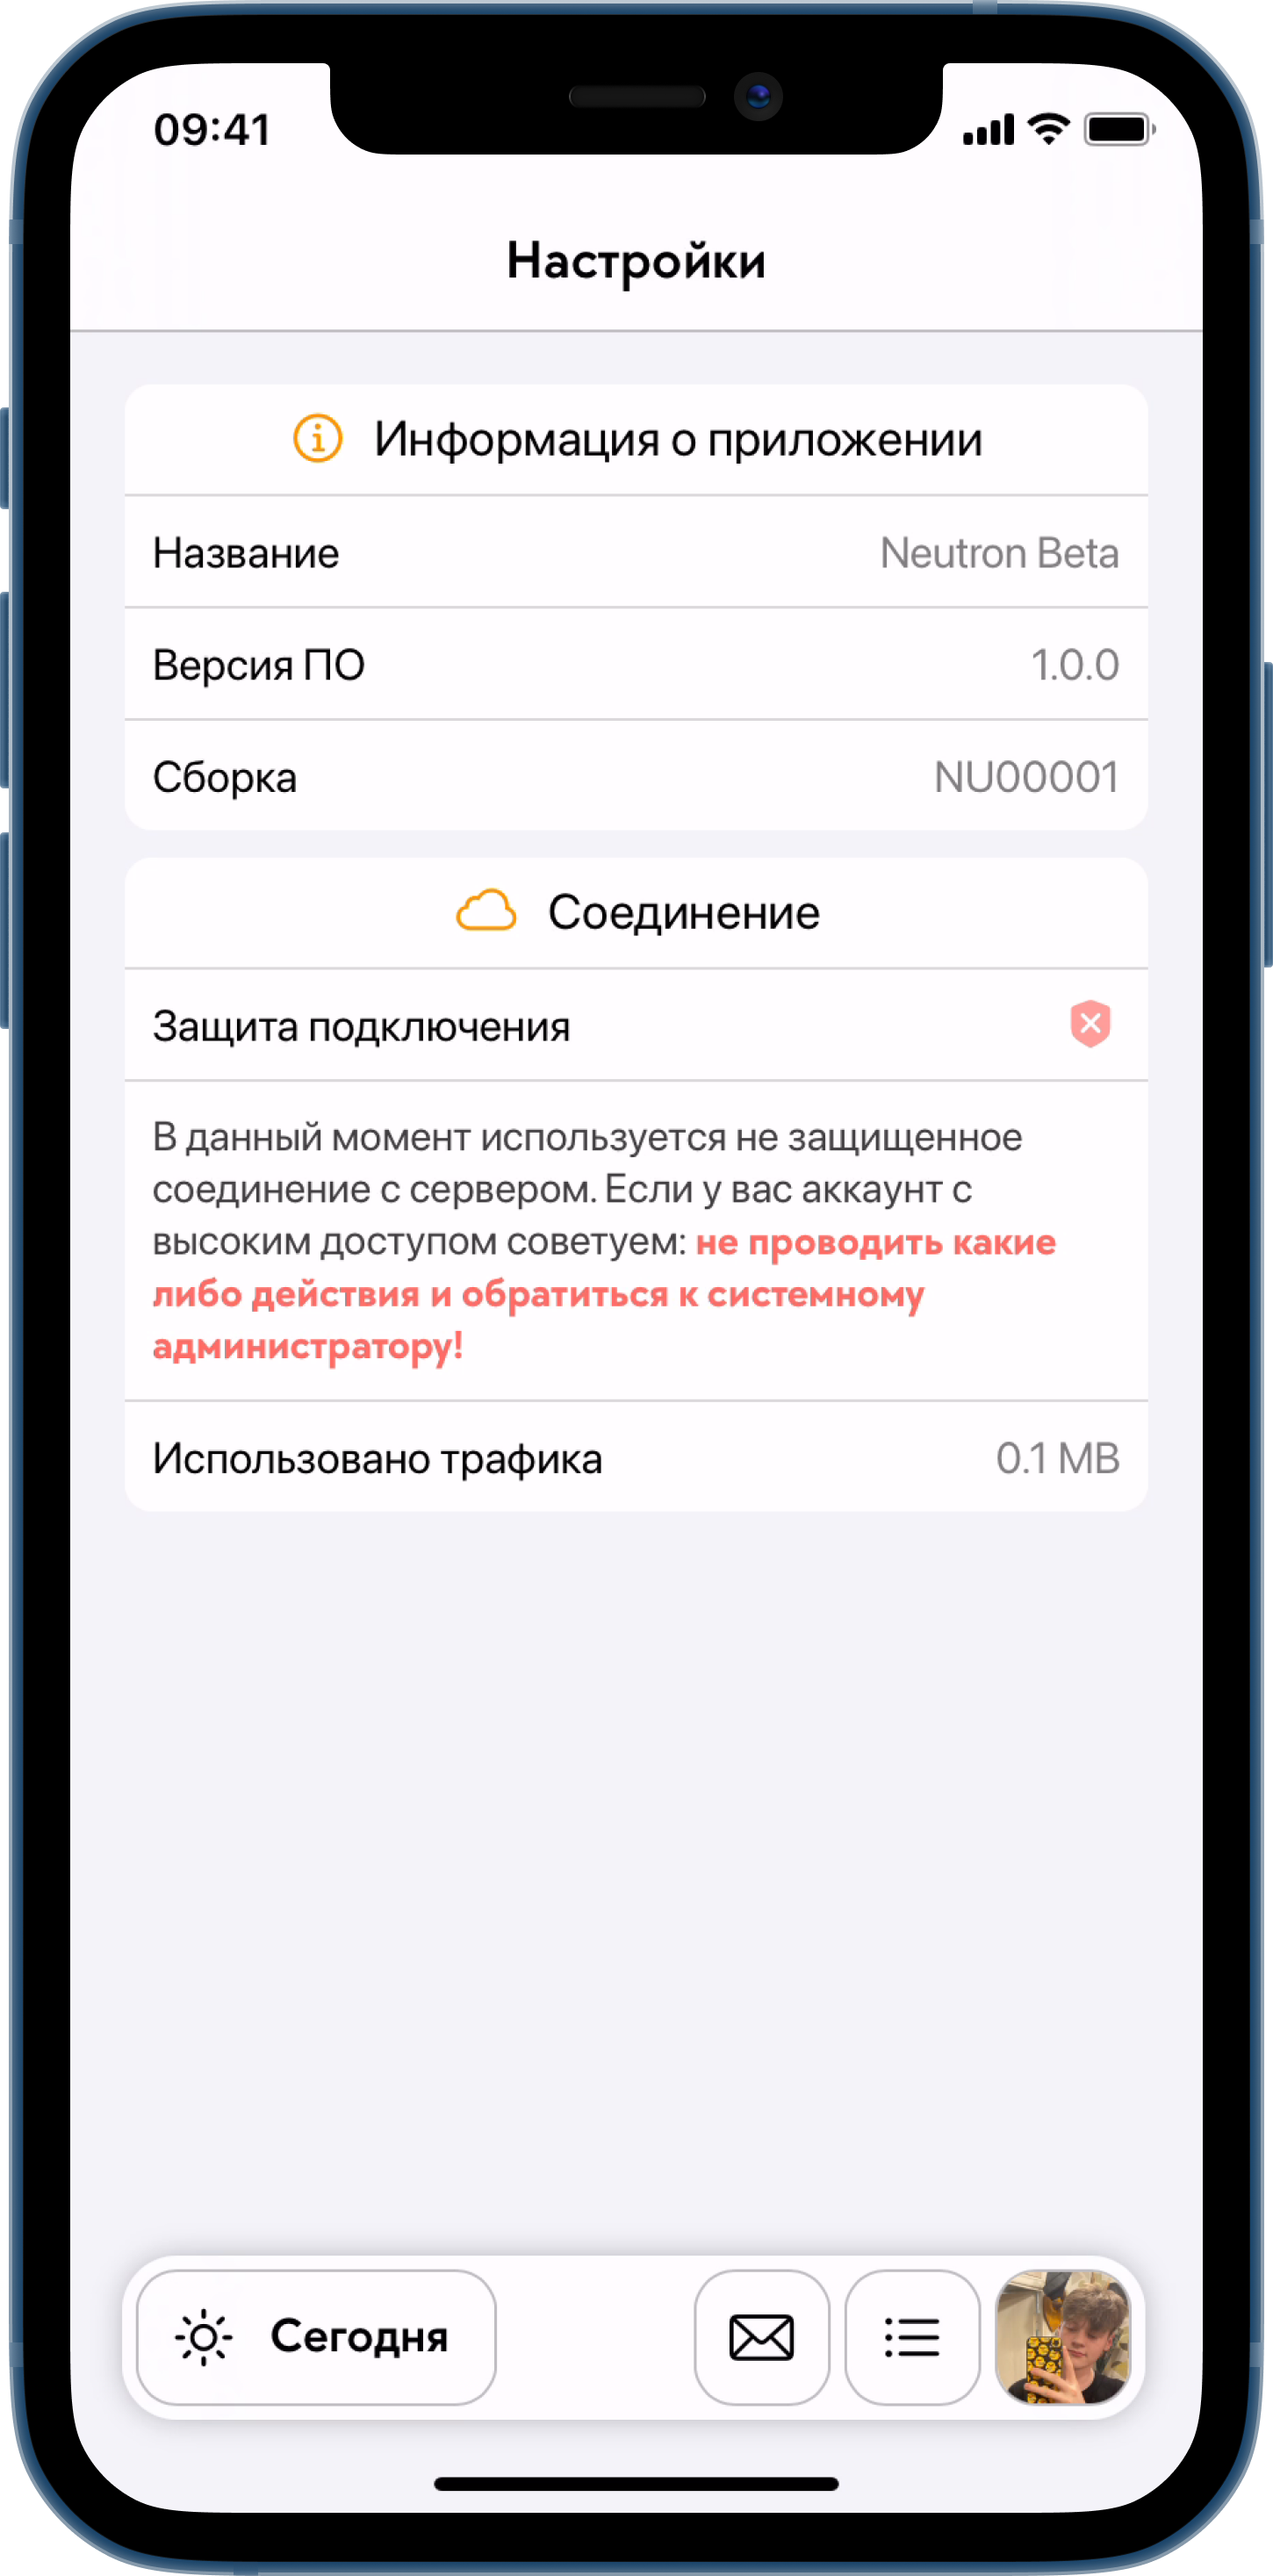 09:41
Настройки
Информация о приложении
Название Neutron Beta
Версия ПО 1.0.0
Сборка NU00001
Соединение
Защита подключения
В данный момент используется не защищенное
соединение с сервером. Если у вас аккаунт с
высоким доступом советуем: не проводить какие
либо действия и обратиться к системному
администратору!
Использовано трафика 0.1 MB
Сегодня